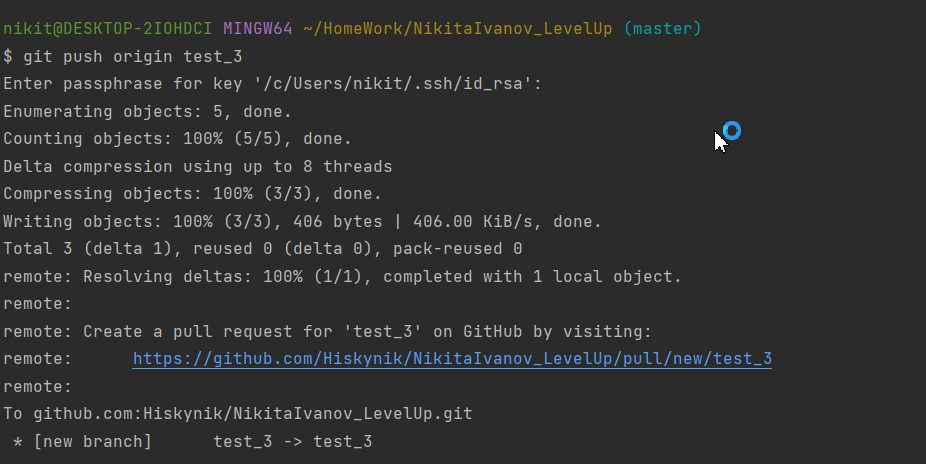 nikit@DESKTOP-2IOHDCI MINGW64 ~/HomeWork/NikitaIvanov_LevelUp (master)
$ git push origin test_3
Enter passphrase for key '/c/Users/nikit/.ssh/id_rsa':
Enumerating objects: 5, done.
Counting objects: 100% (5/5), done.
Delta compression using up to 8 threads
Compressing objects: 100% (3/3), done.
Writing objects: 100% (3/3), 406 bytes | 406.00 KiB/s, done.
Total 3 (delta 1), reused 0 (delta 0), pack-reused 0
remote: Resolving deltas: 100% (1/1), completed with 1 local object.
remote:
remote: Create a pull request for 'test_3' on GitHub by visiting:
remote:      https://github.com/Hiskynik/NikitaIvanov_LevelUp/pull/new/test_3
remote:
To github.com:Hiskynik/NikitaIvanov_LevelUp.git
 * [new branch]      test_3 -> test_3